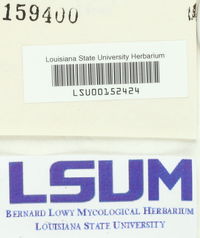 159400
Louisiana State University Herbarium
LSU00152424
LSUM
BERNARD LOWY MYCOLOGICAL HERBARIUM
LOUISIANA STATE UNIVERSITY